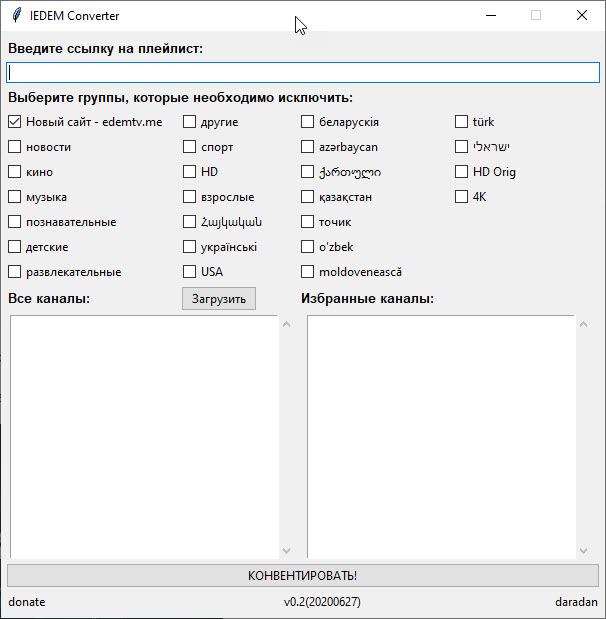 IEDEM Converter
Введите ссылку на плейлист:
Выберите группы, которые необходимо исключить:
Новый сайт - edemtv.me другие беларускія türk
новости спорт azərbaycan ישראלי
кино HD ქართული HD Orig
музыка взрослые қазақстан 4K
познавательные Հայկական точик
детские українські o'zbek
развлекательные USA moldovenească
Все каналы: Загрузить Избранные каналы:
КОНВЕНТИРОВАТЬ!
donate v0.2(20200627) daradan